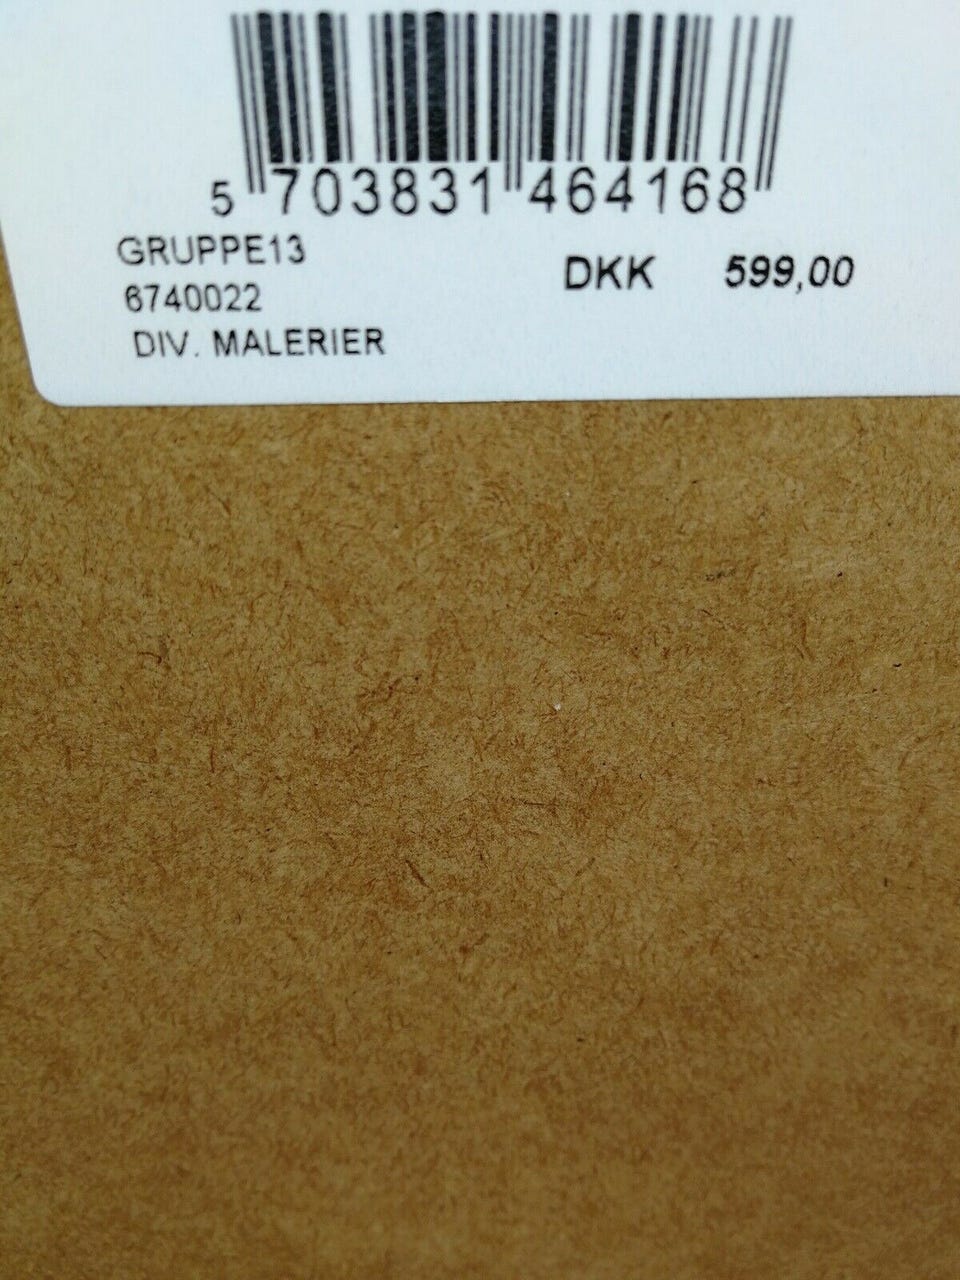 5 703831 464168
GRUPPE13
DKK 599,00
6740022
DIV. MALERIER